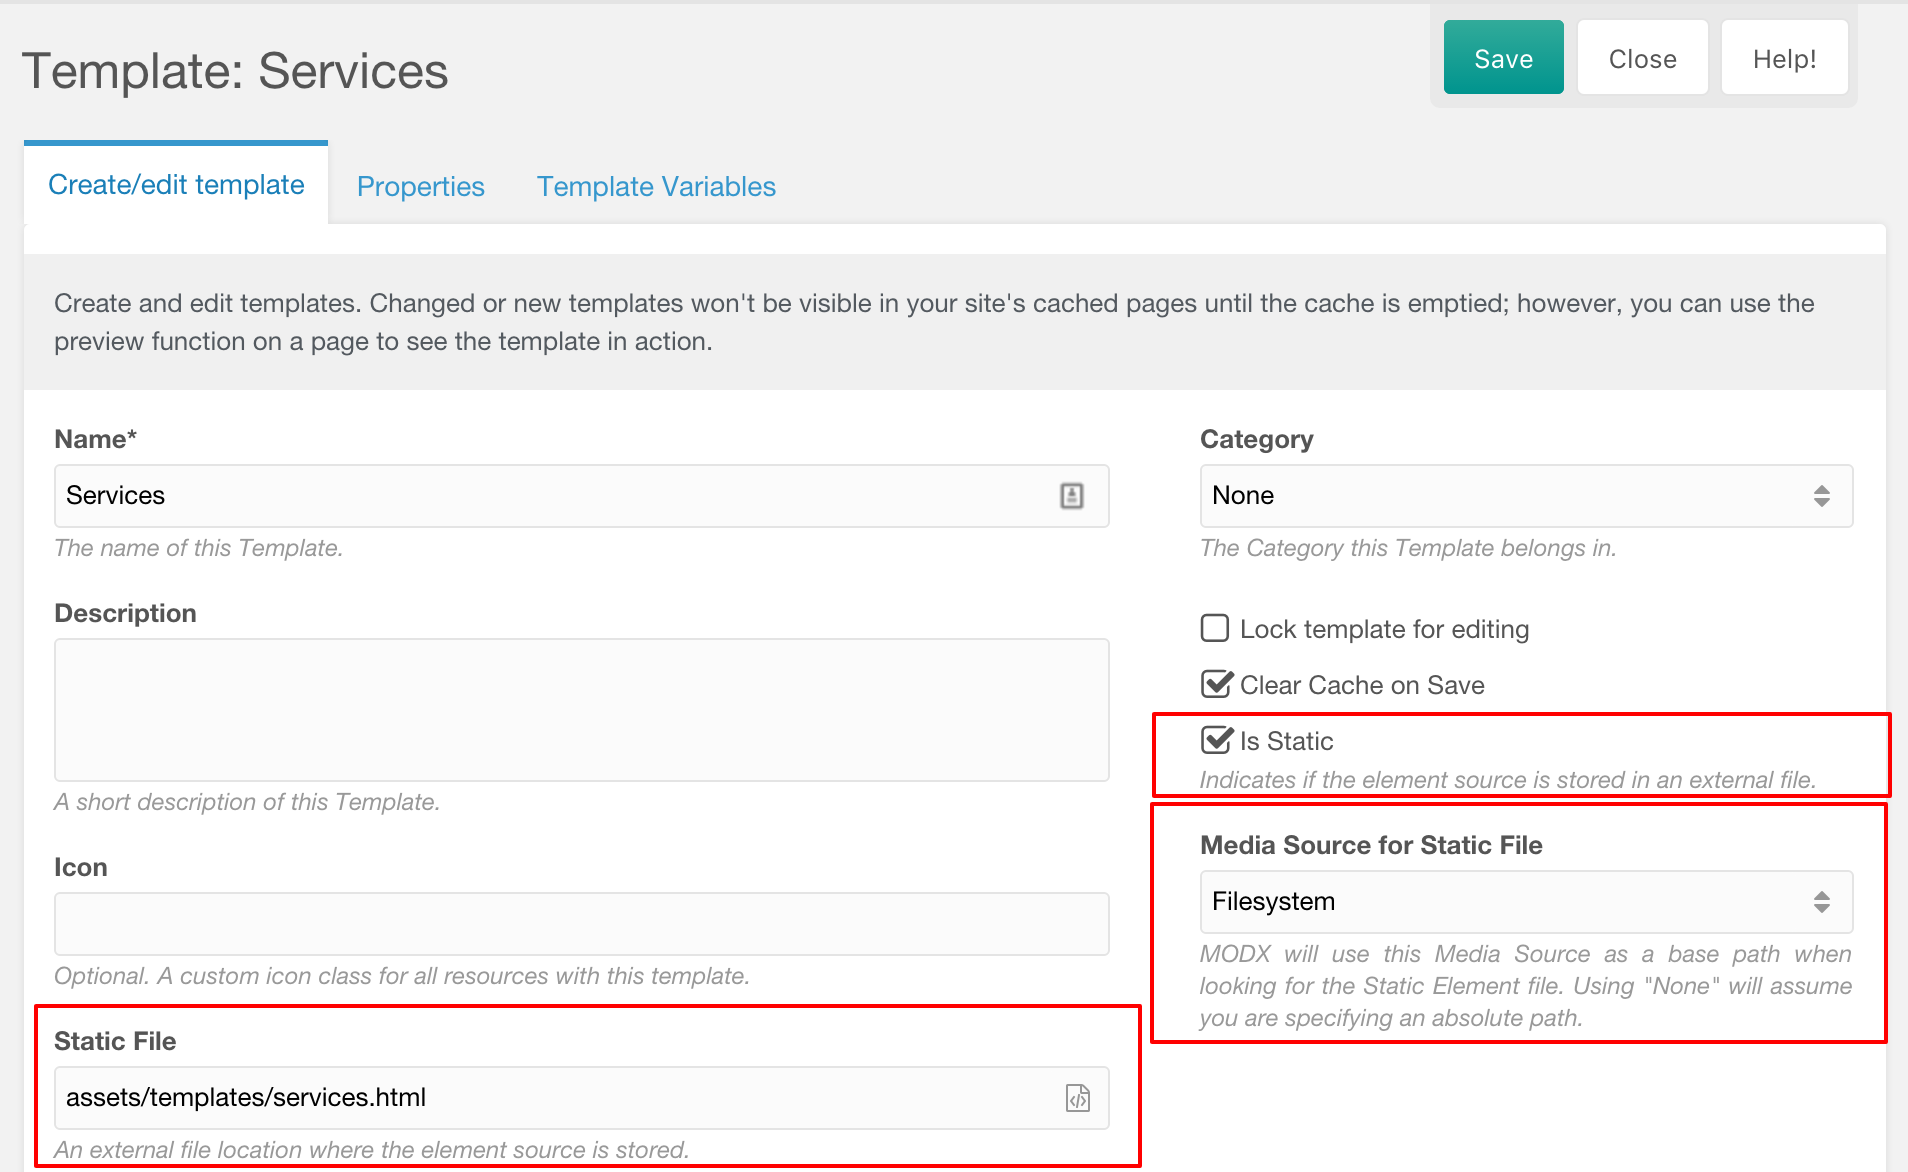 Template: Services
Save
Close
Help!
Create/edit template
Properties
Template Variables
Create and edit templates. Changed or new templates won't be visible in your site's cached pages until the cache is emptied; however, you can use the
preview function on a page to see the template in action.
Name*
Services
The name of this Template.
Description
A short description of this Template.
Icon
Optional. A custom icon class for all resources with this template.
Static File
assets/templates/services.html
An external file location where the element source is stored.
Category
None
The Category this Template belongs in.
Lock template for editing
Clear Cache on Save
Is Static
Indicates if the element source is stored in an external file.
Media Source for Static File
Filesystem
MODX will use this Media Source as a base path when
looking for the Static Element file. Using "None" will assume
you are specifying an absolute path.